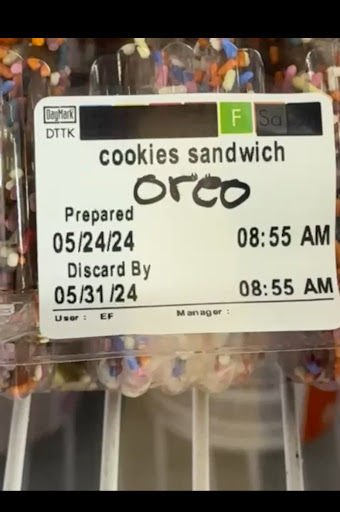 DayMark
DTTK
F Sa
cookies sandwich
oreo
Prepared
05/24/24 08:55 AM
Discard By
05/31/24 08:55 AM
User : EF Manager :